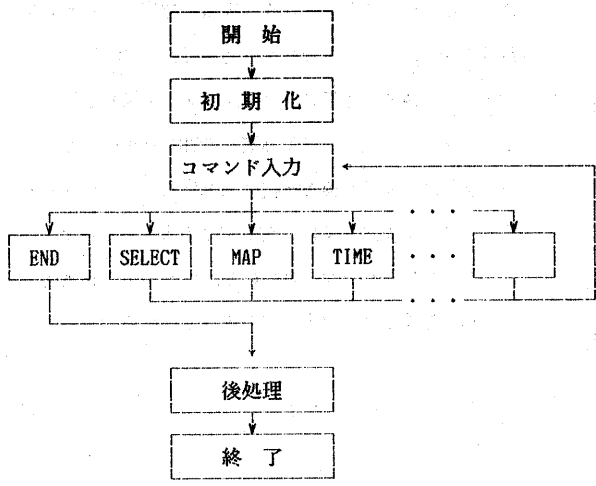 開 始
初 期 化
コマンド入力
END SELECT MAP TIME ・・・
後処理
終 了